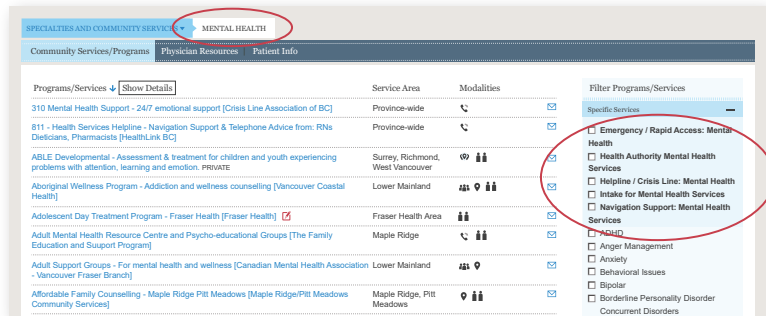 SPECIALTIES AND COMMUNITY SERVICES MENTAL HEALTH
Community Services/Programs Physician Resources Patient Info
Programs/Services Show Details Service Area Modalities
310 Mental Health Support - 24/7 emotional support [Crisis Line Association of BC] Province-wide
811 - Health Services Helpline - Navigation Support & Telephone Advice from: RNs Province-wide
Dieticians, Pharmacists [HealthLink BC]
ABLE Developmental - Assessment & treatment for children and youth experiencing Surrey, Richmond,
problems with attention, learning and emotion. PRIVATE West Vancouver
Aboriginal Wellness Program - Addiction and wellness counselling [Vancouver Coastal Lower Mainland
Health]
Adolescent Day Treatment Program - Fraser Health [Fraser Health] Fraser Health Area
Adult Mental Health Resource Centre and Psycho-educational Groups [The Family Maple Ridge
Education and Suuport Program]
Adult Support Groups - For mental health and wellness [Canadian Mental Health Association Lower Mainland
- Vancouver Fraser Branch]
Affordable Family Counselling - Maple Ridge Pitt Meadows [Maple Ridge/Pitt Meadows Maple Ridge, Pitt
Community Services] Meadows
Filter Programs/Services
Specific Services
Emergency / Rapid Access: Mental
Health
Health Authority Mental Health
Services
Helpline / Crisis Line: Mental Health
Intake for Mental Health Services
Navigation Support: Mental Health
Services
ADHD
Anger Management
Anxiety
Behavioral Issues
Bipolar
Borderline Personality Disorder
Concurrent Disorders